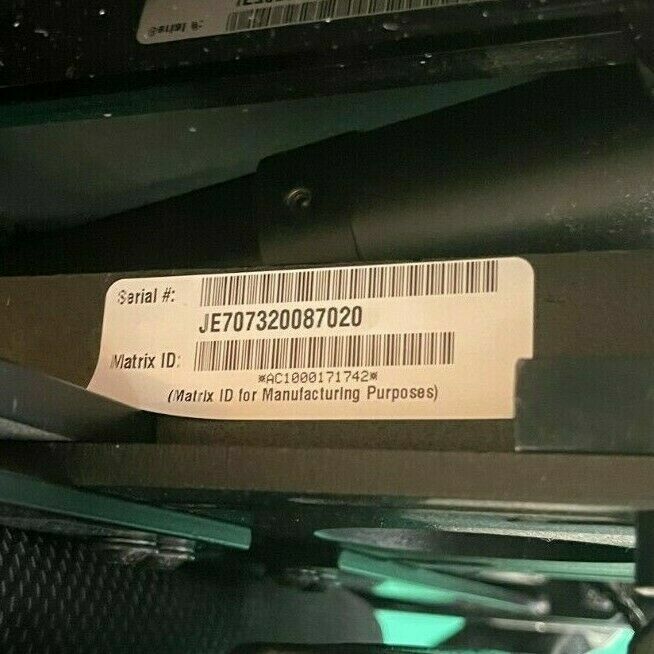 Serial #:
JE707320087020
Matrix ID:
*AC1000171742*
(Matrix ID for Manufacturing Purposes)